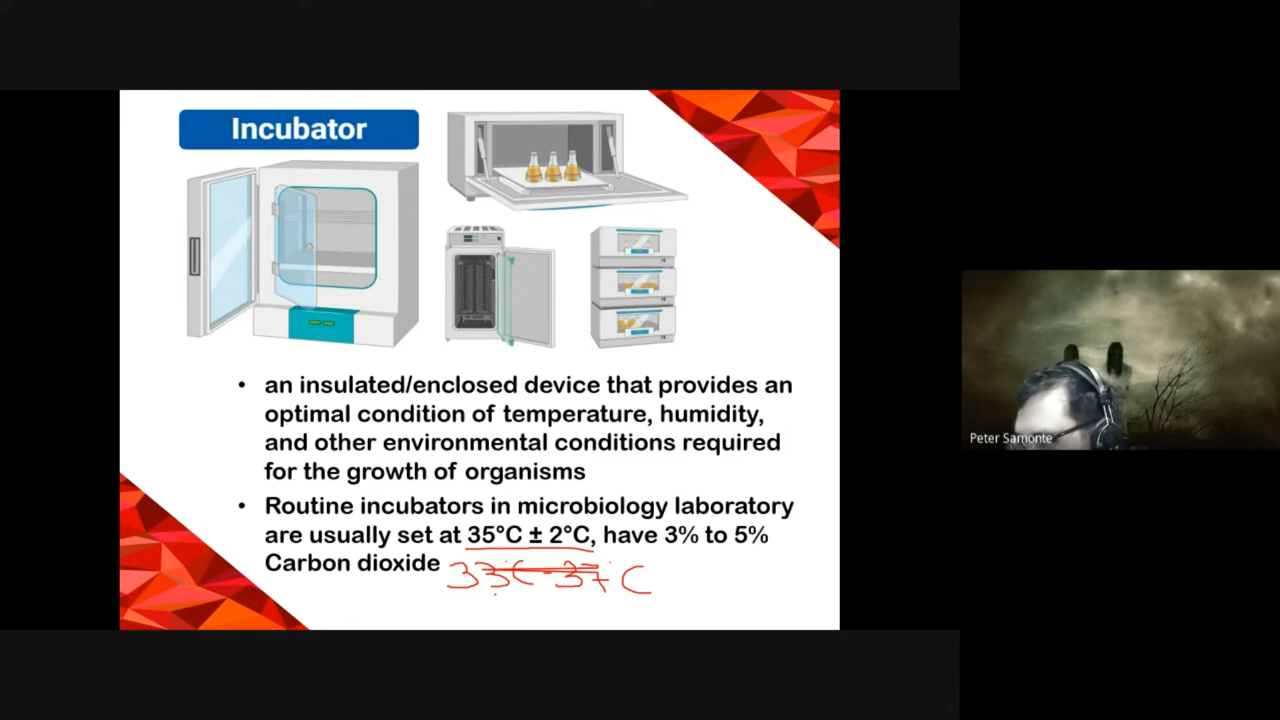 Incubator
• an insulated/enclosed device that provides an
optimal condition of temperature, humidity,
and other environmental conditions required
for the growth of organisms
• Routine incubators in microbiology laboratory
are usually set at 35°C ± 2°C, have 3% to 5%
Carbon dioxide
33°C - 37°C
Peter Samonte